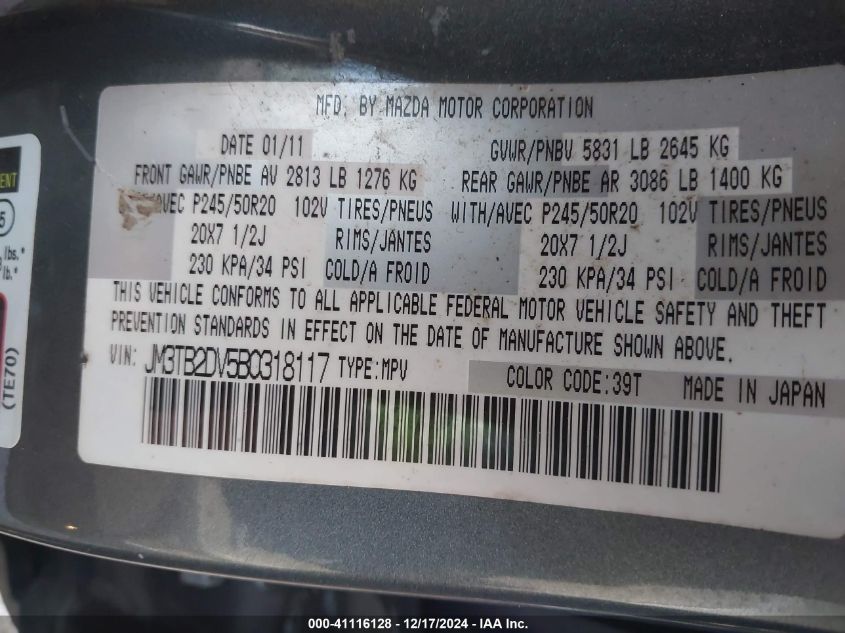 MFD. BY MAZDA MOTOR CORPORATION
DATE 01/11 GVWR/PNBV 5831 LB 2645 KG
FRONT GAWR/PNBE AV 2813 LB 1276 KG REAR GAWR/PNBE AR 3086 LB 1400 KG
/AVEC P245/50R20 102V TIRES/PNEUS WITH/AVEC P245/50R20 102V TIRES/PNEUS
20X7 1/2J RIMS/JANTES 20X7 1/2J RIMS/JANTES
230 KPA/34 PSI COLD/A FROID 230 KPA/34 PSI COLD/A FROID
THIS VEHICLE CONFORMS TO ALL APPLICABLE FEDERAL MOTOR VEHICLE SAFETY AND THEFT
PREVENTION STANDARDS IN EFFECT ON THE DATE OF MANUFACTURE SHOWN ABOVE.
VIN: JM3TB2DV5B0318117 TYPE:MPV COLOR CODE:39T MADE IN JAPAN
5
lbs.*
lb.*
(TE70)
000-41116128 - 12/17/2024 - IAA Inc.